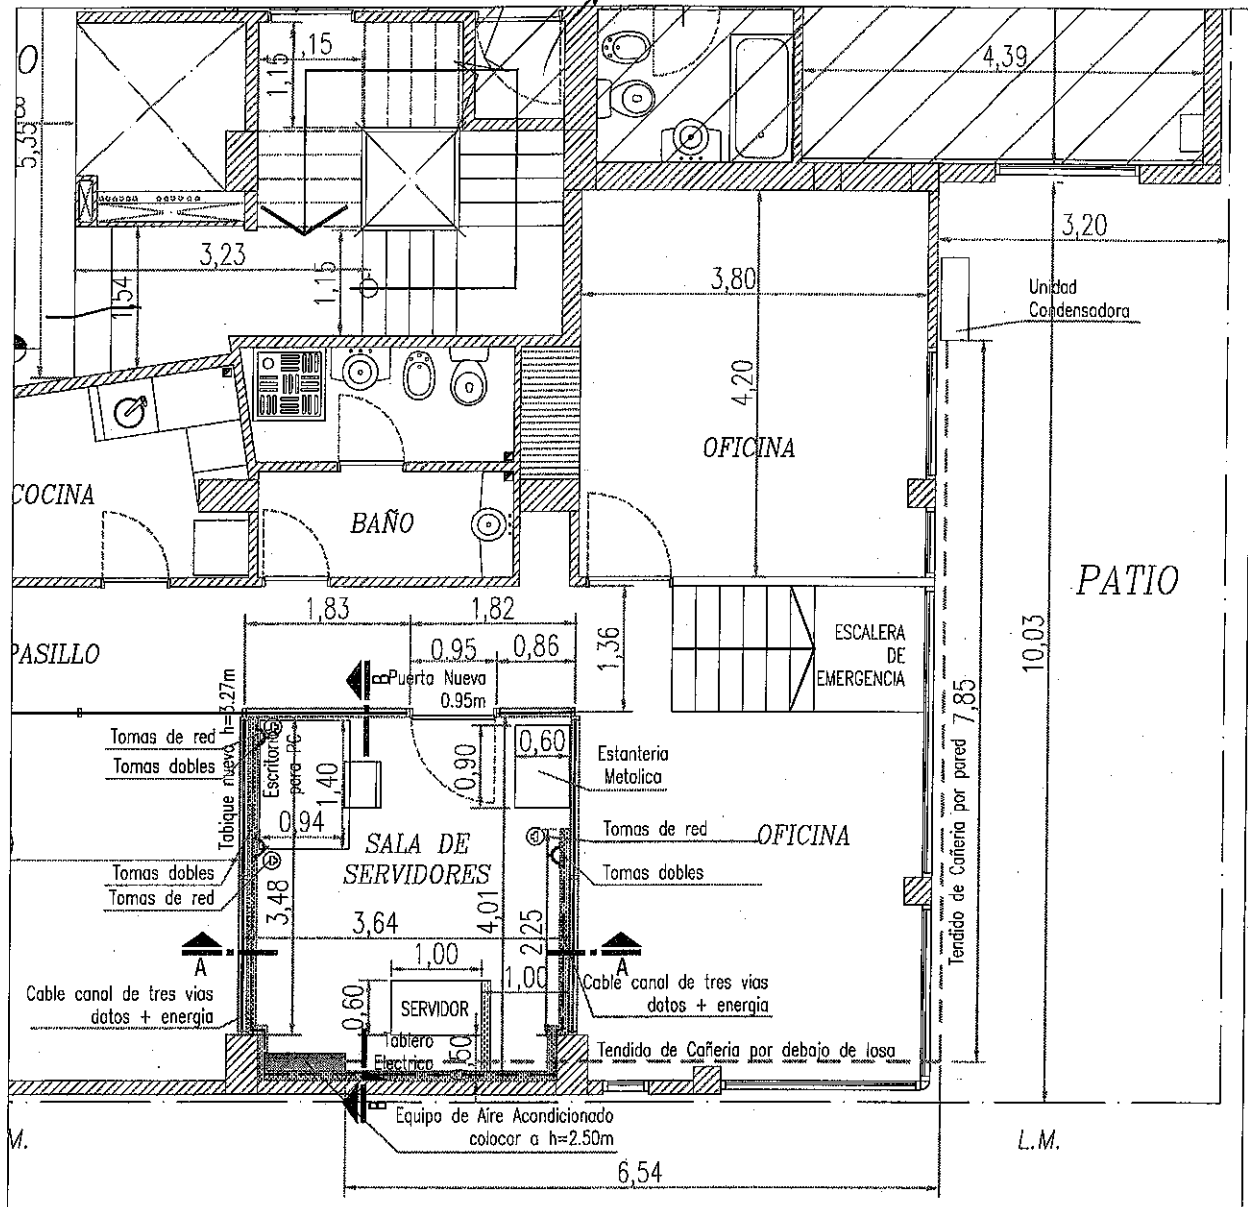 4,39
,15
1,15
O
8
5,35
3,20
3,23
1,15
1,54
3,80
Unidad
Condensadora
4,20
OFICINA
COCINA
BAÑO
PATIO
1,83
1,82
PASILLO
0.95
0,86
1,36
ESCALERA
DE
EMERGENCIA
10,03
B
Puerta Nueva
0.95m
Tabique nuevo h=3.27m
Tendido de Cañeria por pared 7,85
Tomas de red
Tomas dobles
Escritorio
para PC
1,40
0,94
0,90
0,60
Estanteria
Metalica
Tomas de red
OFICINA
SALA DE
SERVIDORES
Tomas dobles
Tomas dobles
Tomas de red
3,48
3,64
4,01
2,25
A
A
1,00
1,00
Cable canal de tres vias
datos + energia
Cable canal de tres vias
datos + energia
0,60
SERVIDOR
Tablero
Electrico
,50
Tendido de Cañeria por debajo de losa
B
Equipo de Aire Acondicionado
colocar a h=2.50m
M.
L.M.
6,54